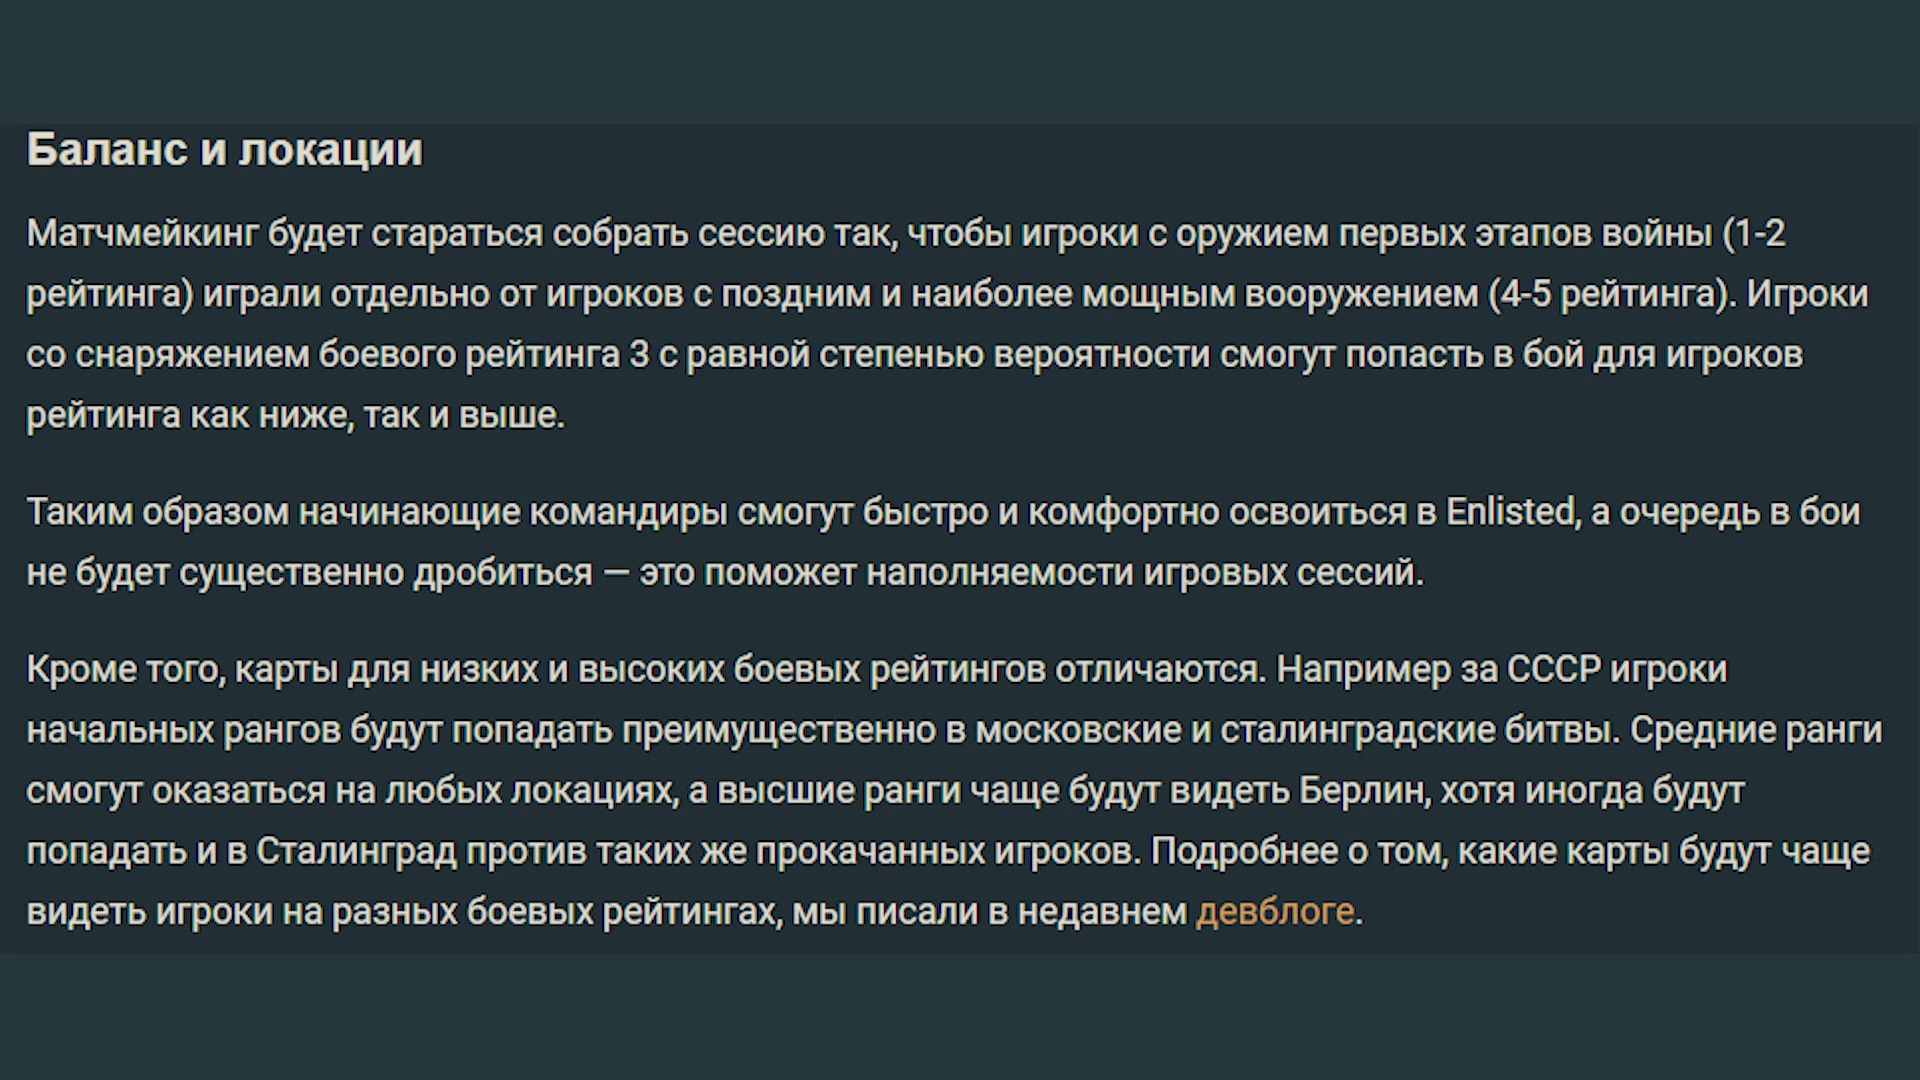 Баланс и локации
Матчмейкинг будет стараться собрать сессию так, чтобы игроки с оружием первых этапов войны (1-2
рейтинга) играли отдельно от игроков с поздним и наиболее мощным вооружением (4-5 рейтинга). Игроки
со снаряжением боевого рейтинга 3 с равной степенью вероятности смогут попасть в бой для игроков
рейтинга как ниже, так и выше.
Таким образом начинающие командиры смогут быстро и комфортно освоиться в Enlisted, а очередь в бои
не будет существенно дробиться — это поможет наполняемости игровых сессий.
Кроме того, карты для низких и высоких боевых рейтингов отличаются. Например за СССР игроки
начальных рангов будут попадать преимущественно в московские и сталинградские битвы. Средние ранги
смогут оказаться на любых локациях, а высшие ранги чаще будут видеть Берлин, хотя иногда будут
попадать и в Сталинград против таких же прокачанных игроков. Подробнее о том, какие карты будут чаще
видеть игроки на разных боевых рейтингах, мы писали в недавнем девблоге.